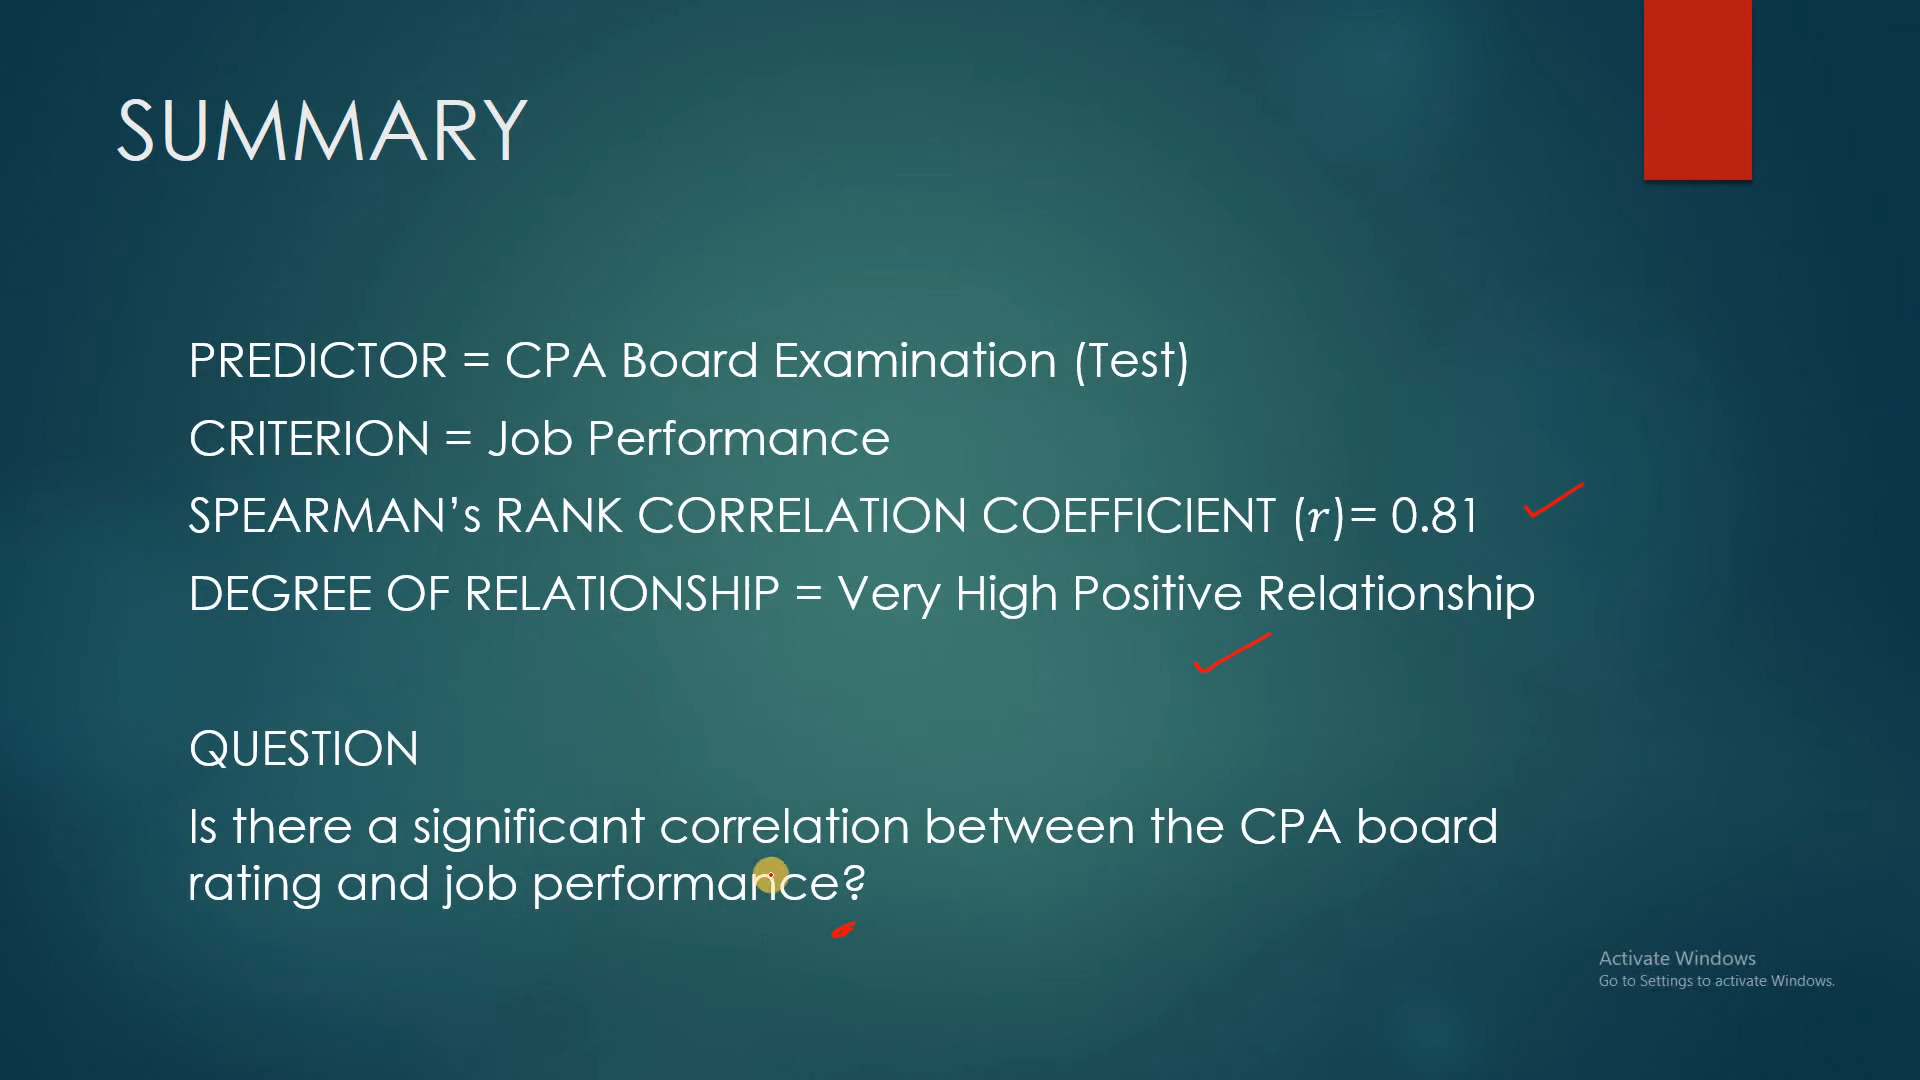 SUMMARY
PREDICTOR = CPA Board Examination (Test)
CRITERION = Job Performance
SPEARMAN’s RANK CORRELATION COEFFICIENT (𝑟)= 0.81
DEGREE OF RELATIONSHIP = Very High Positive Relationship
QUESTION
Is there a significant correlation between the CPA board
rating and job performance?
Activate Windows
Go to Settings to activate Windows.